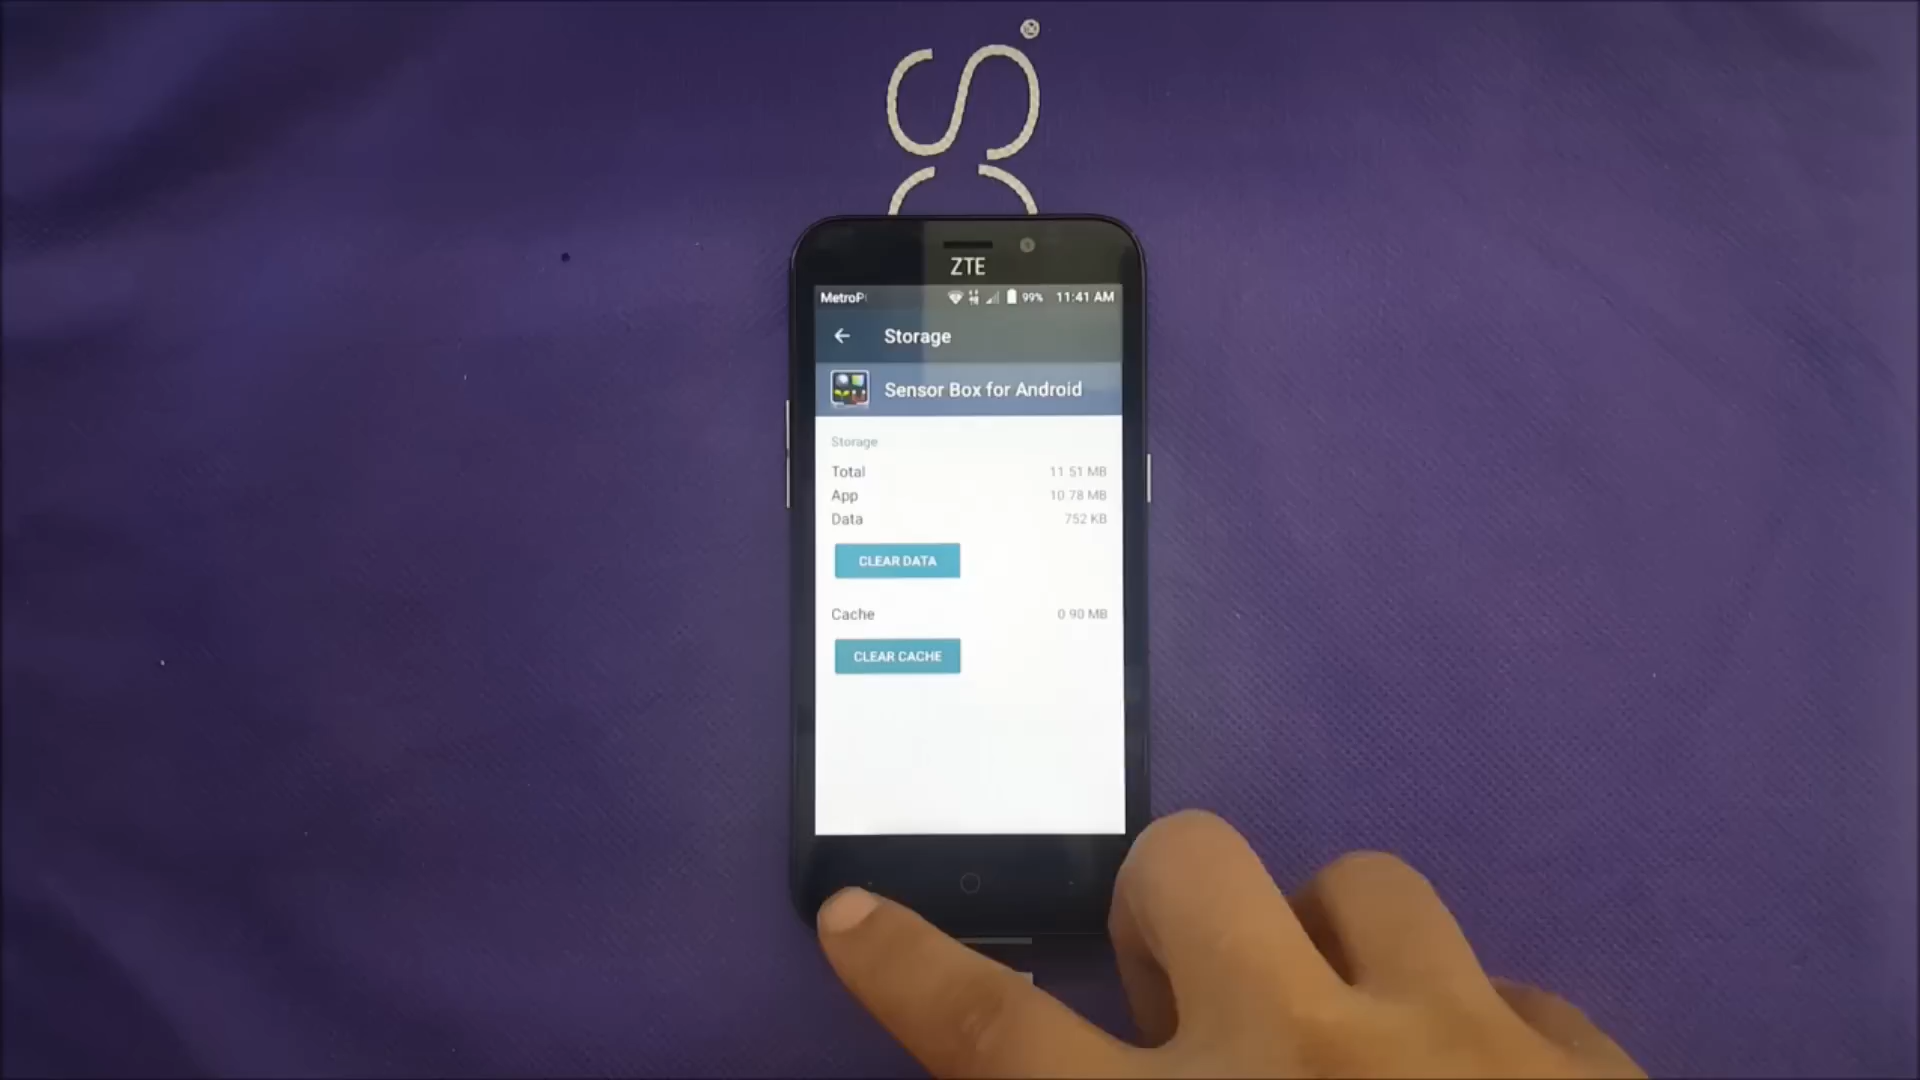 ZTE
MetroP 99% 11:41 AM
Storage
Sensor Box for Android
Storage
Total 11 51 MB
App 10 78 MB
Data 752 KB
CLEAR DATA
Cache 0 90 MB
CLEAR CACHE